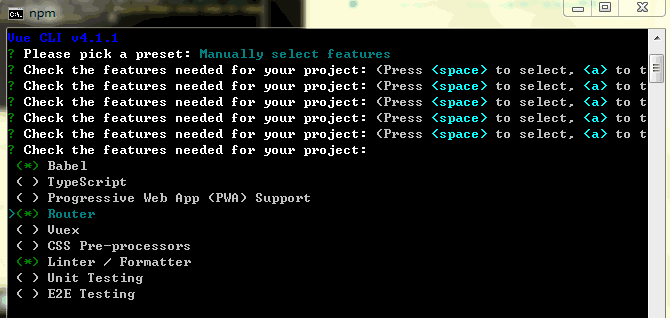 npm
Vue CLI v4.1.1
? Please pick a preset: Manually select features
? Check the features needed for your project: (Press <space> to select, <a> to t
? Check the features needed for your project: (Press <space> to select, <a> to t
? Check the features needed for your project: (Press <space> to select, <a> to t
? Check the features needed for your project: (Press <space> to select, <a> to t
? Check the features needed for your project: (Press <space> to select, <a> to t
? Check the features needed for your project:
(*) Babel
( ) TypeScript
( ) Progressive Web App (PWA) Support
>(*) Router
( ) Vuex
( ) CSS Pre-processors
(*) Linter / Formatter
( ) Unit Testing
( ) E2E Testing